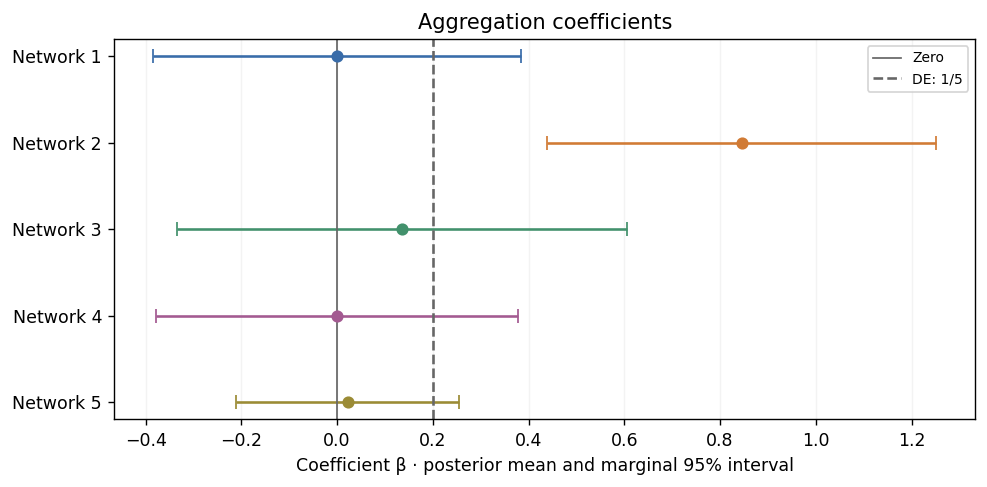 Aggregation coefficients
Network 1
Network 2
Network 3
Network 4
Network 5
Zero
DE: 1/5
−0.4 −0.2 0.0 0.2 0.4 0.6 0.8 1.0 1.2
Coefficient β · posterior mean and marginal 95% interval